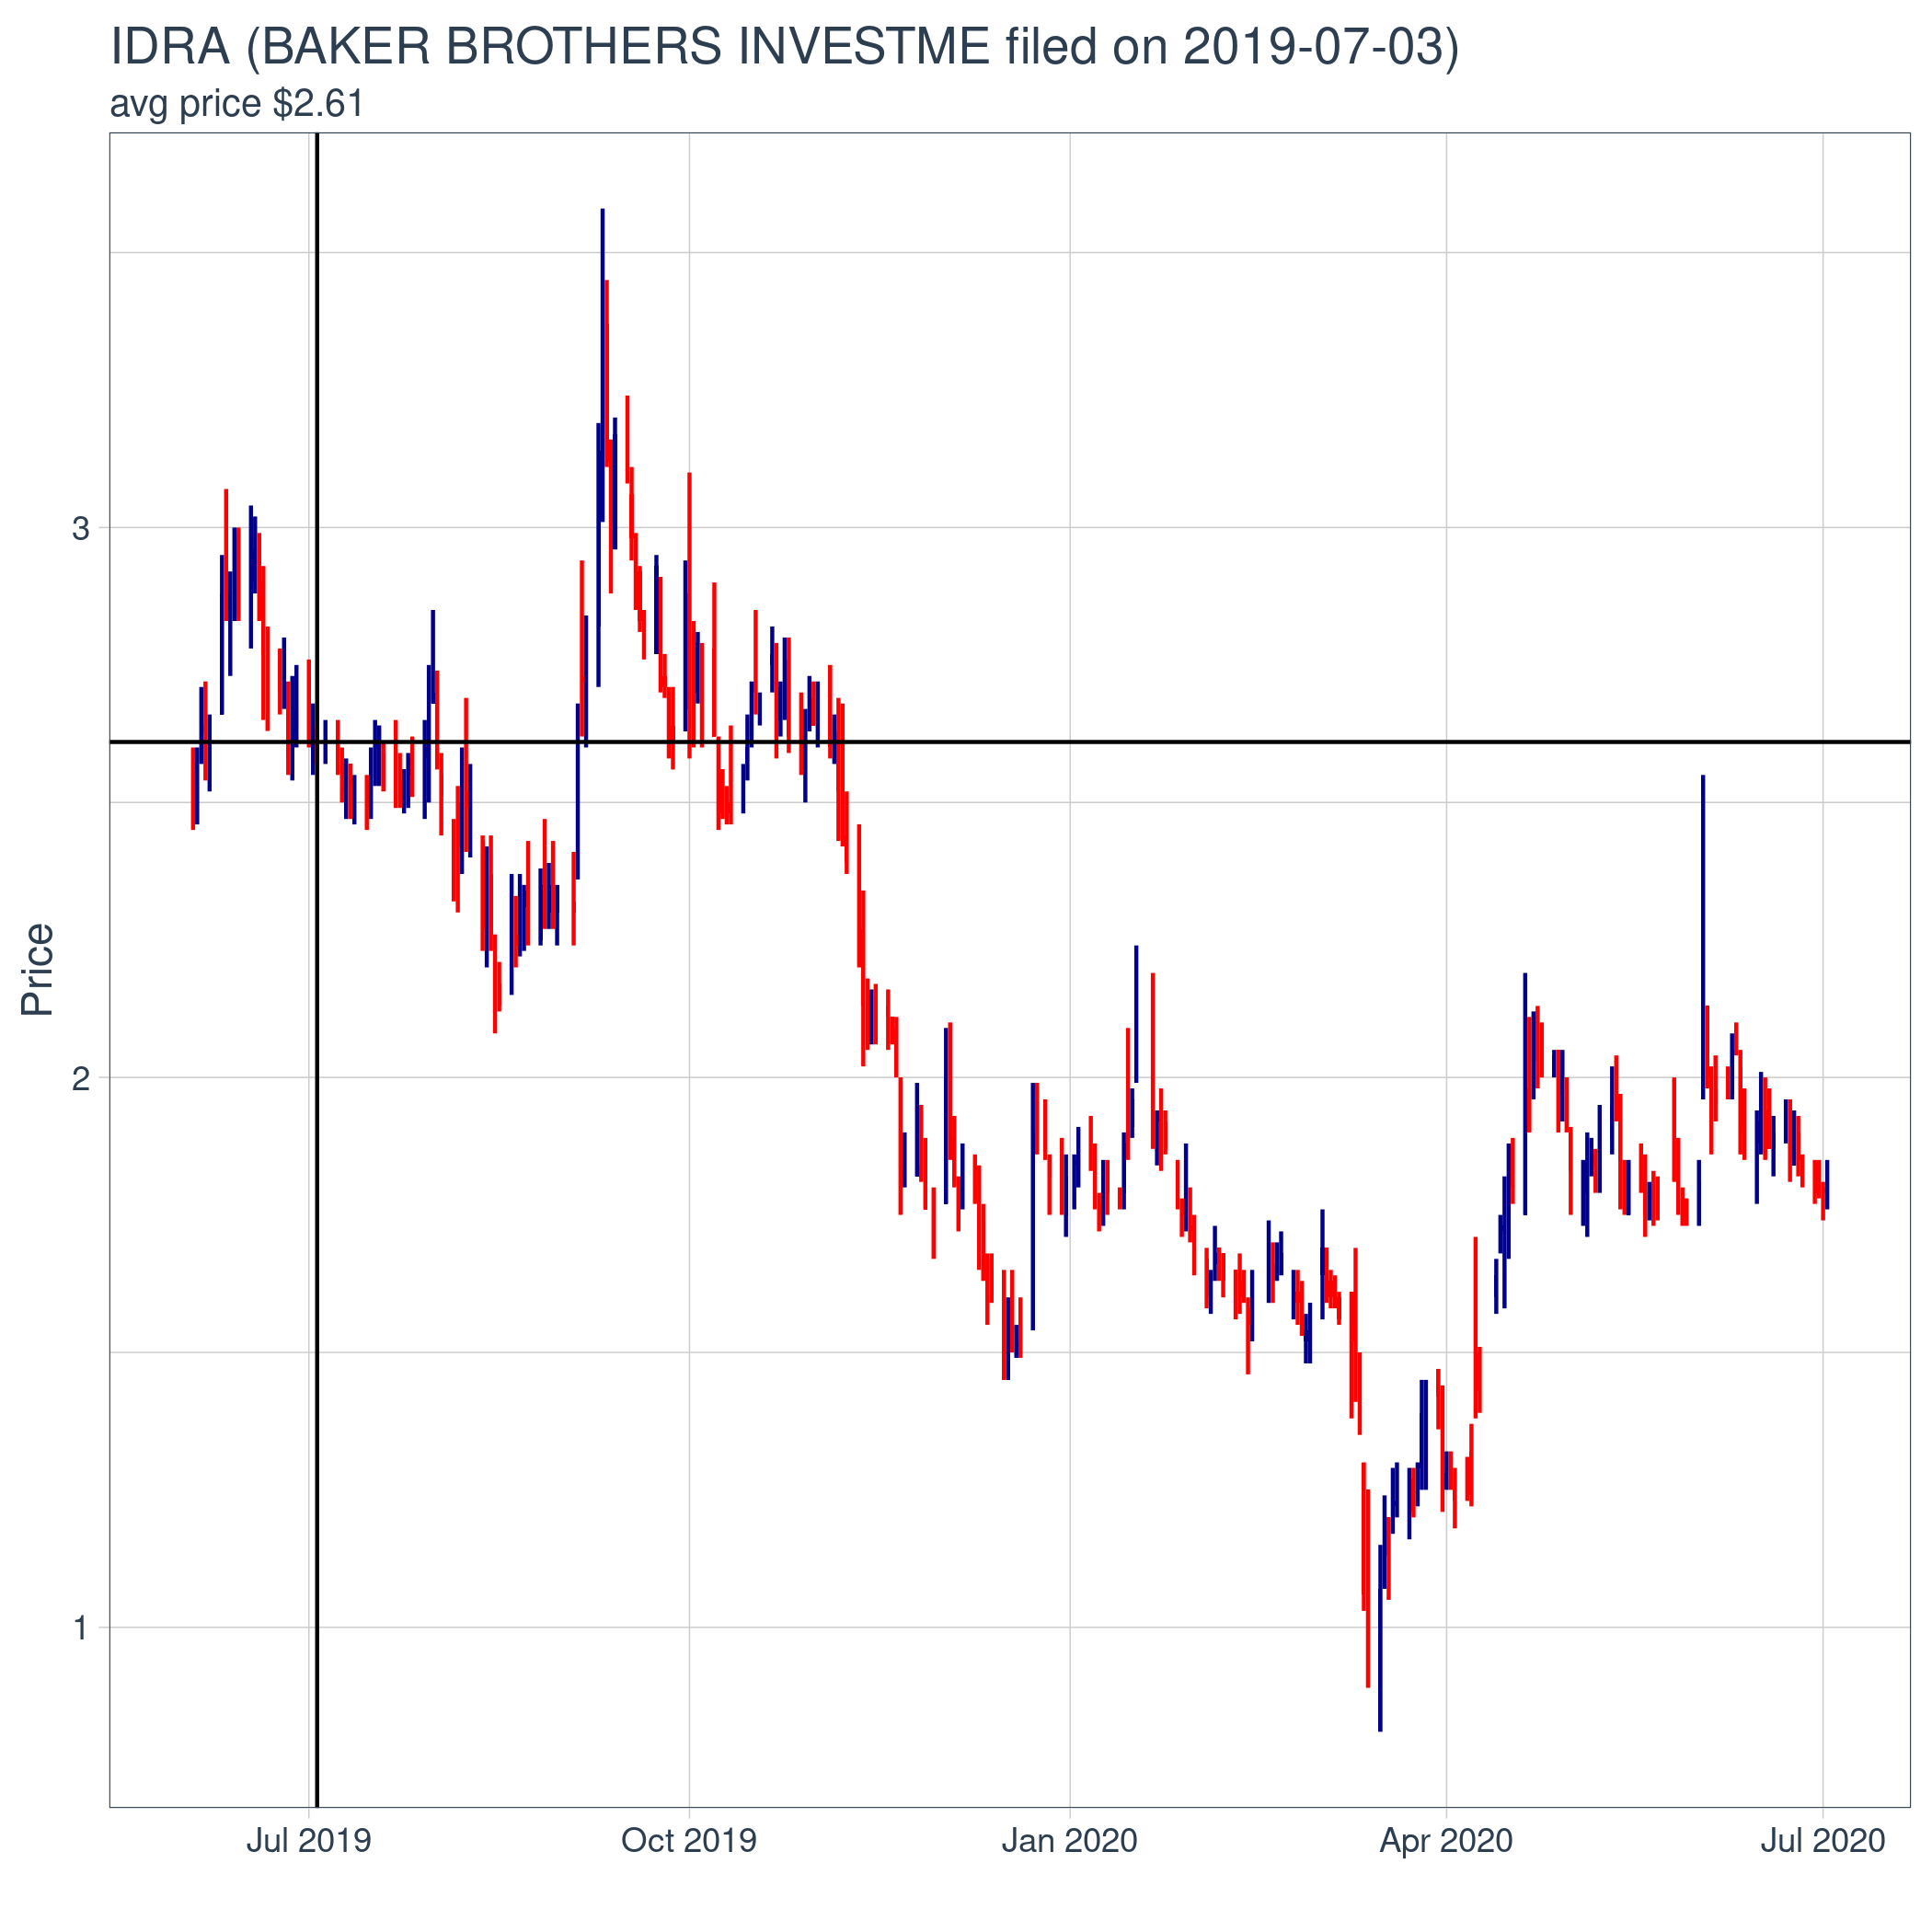 IDRA (BAKER BROTHERS INVESTME filed on 2019-07-03)
avg price $2.61
Price
3
2
1
Jul 2019
Oct 2019
Jan 2020
Apr 2020
Jul 2020